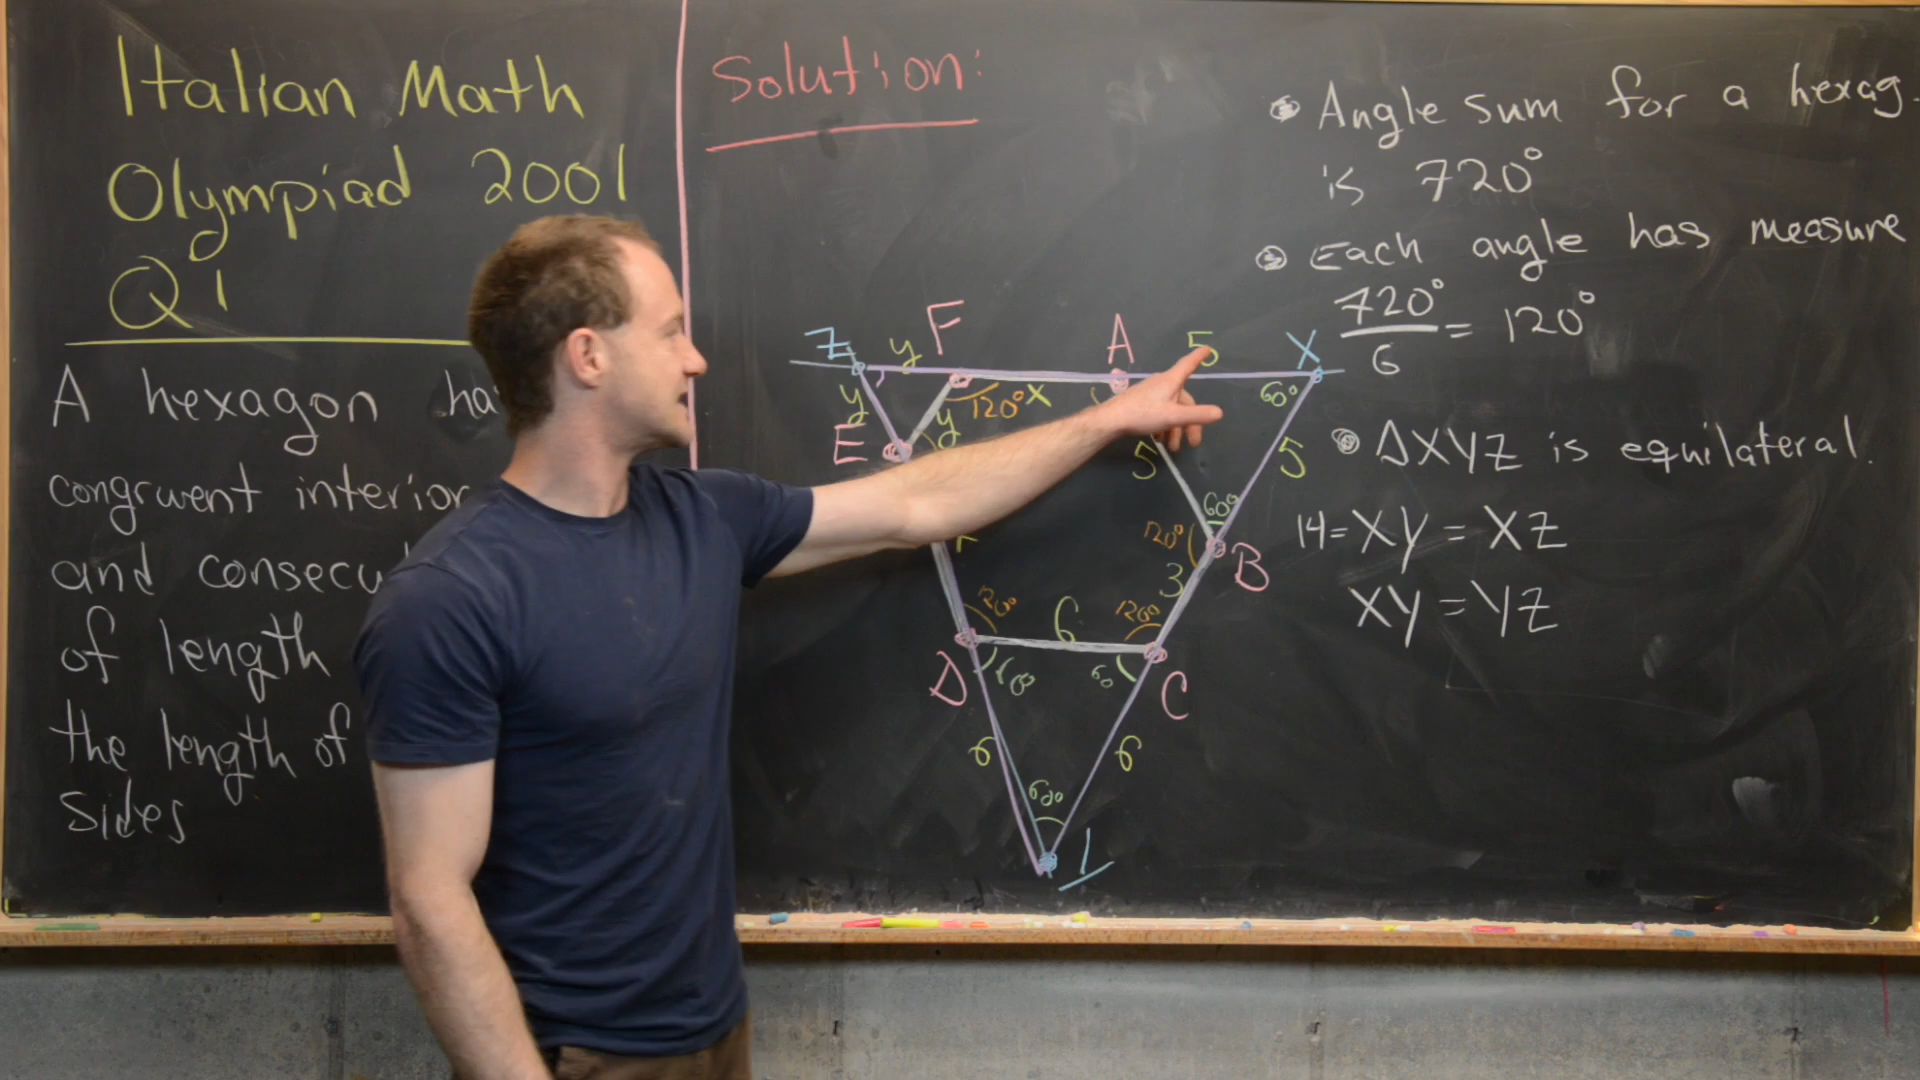 Italian Math
Olympiad 2001
Q1
A hexagon ha
congruent interior
and consecu
of length
the length of
sides
Solution:
Z y F A 5 X
y E y 120° x 60°
5 5
60°
120° B
3
120° 6 120°
D 60° 60 C
6 6
60°
• Angle sum for a hexag.
is 720°
• Each angle has measure
720°/6 = 120°
• ΔXYZ is equilateral.
14=XY = XZ
XY = YZ